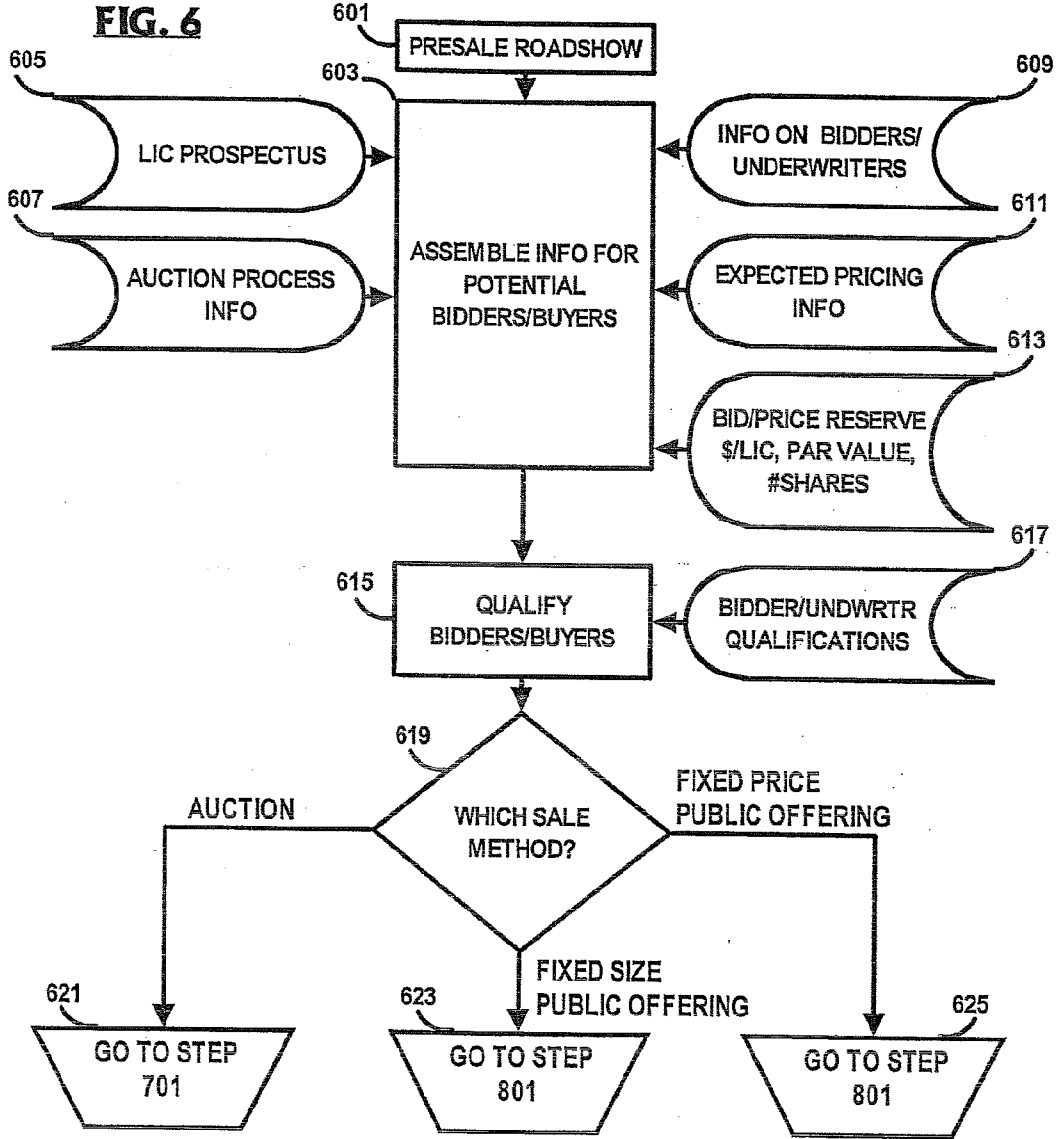 FIG. 6
601
PRESALE ROADSHOW
605
603
609
LIC PROSPECTUS
INFO ON BIDDERS/
UNDERWRITERS
607
611
AUCTION PROCESS
INFO
ASSEMBLE INFO FOR
POTENTIAL
BIDDERS/BUYERS
EXPECTED PRICING
INFO
613
BID/PRICE RESERVE
$/LIC, PAR VALUE,
#SHARES
617
615
QUALIFY
BIDDERS/BUYERS
BIDDER/UNDWRTR
QUALIFICATIONS
619
WHICH SALE
METHOD?
AUCTION
FIXED PRICE
PUBLIC OFFERING
FIXED SIZE
PUBLIC OFFERING
621
GO TO STEP
701
623
GO TO STEP
801
625
GO TO STEP
801